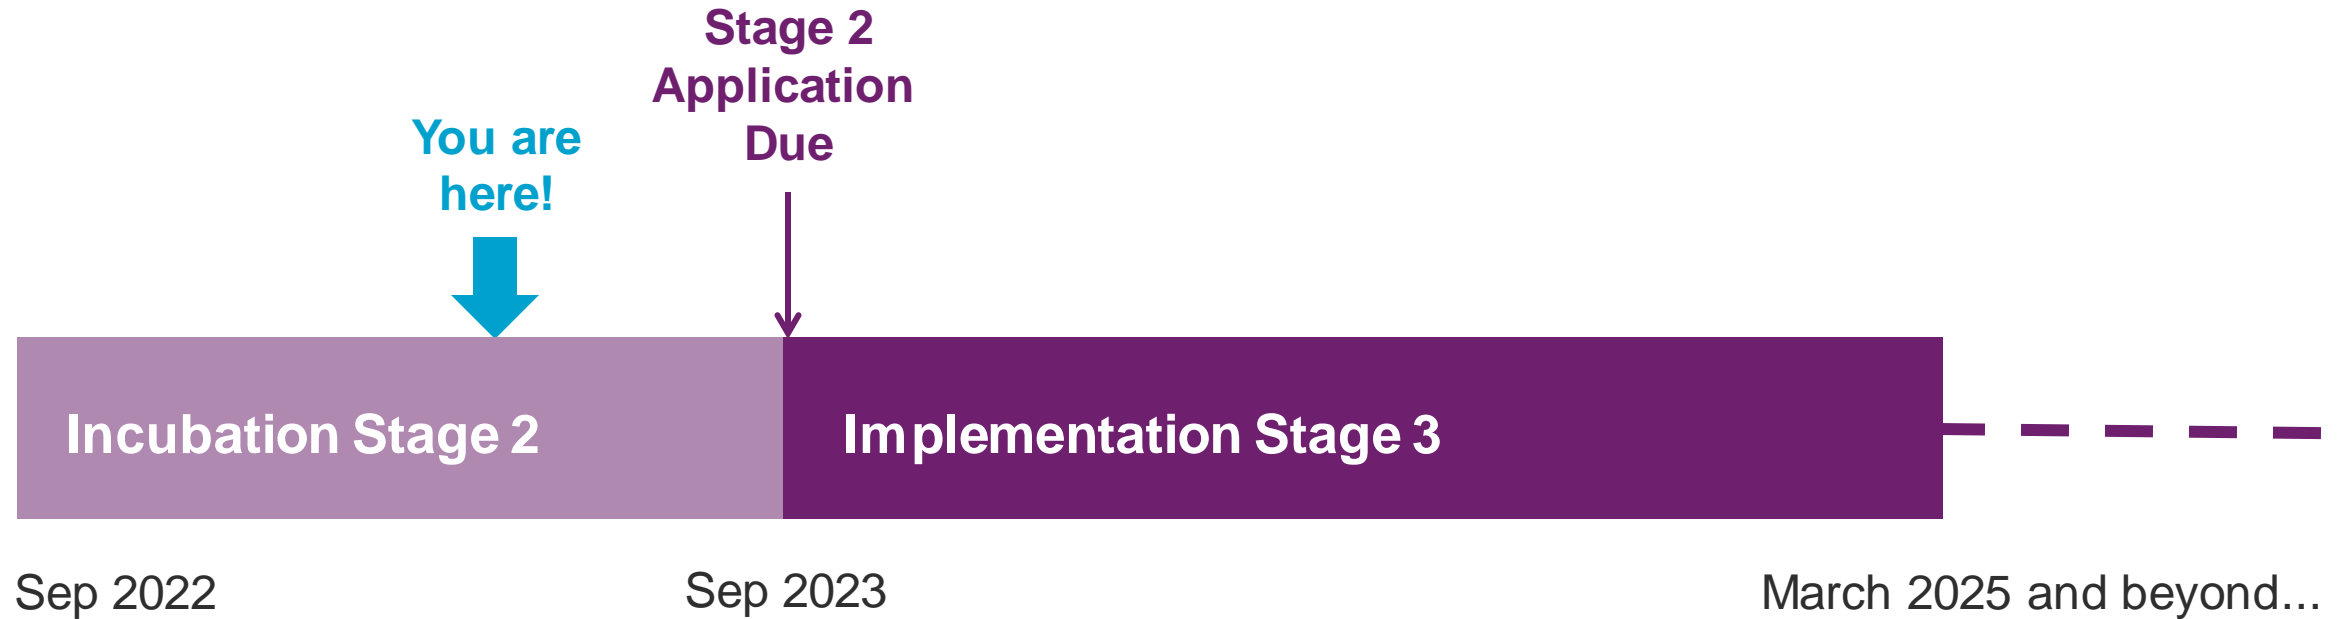 Stage 2
Application
Due
You are
here!
Incubation Stage 2
Implementation Stage 3
Sep 2022
Sep 2023
March 2025 and beyond...